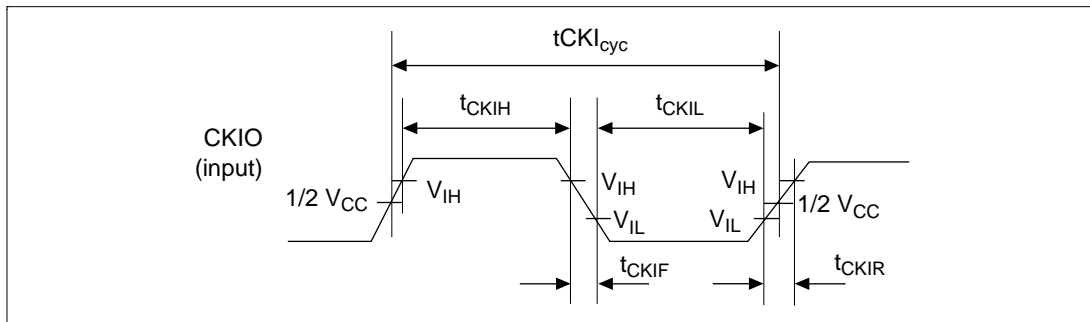 tCKIcyc
tCKIH
tCKIL
CKIO
(input)
1/2 VCC
VIH
VIH
VIL
VIH
VIL
1/2 VCC
tCKIF
tCKIR